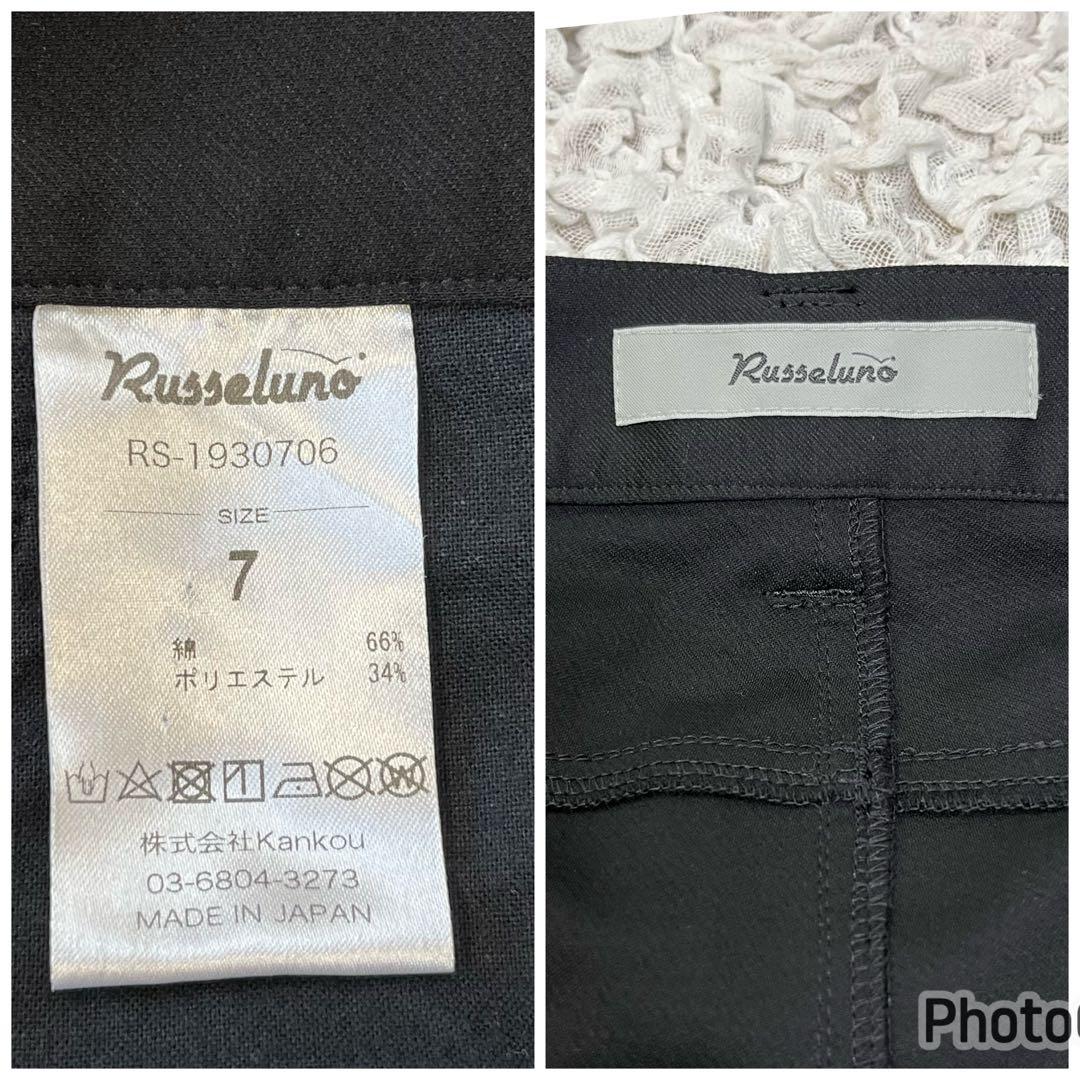 Russeluno
RS-1930706
SIZE
7
綿 66%
ポリエステル 34%
W
株式会社Kankou
03-6804-3273
MADE IN JAPAN
Russeluno
Photo